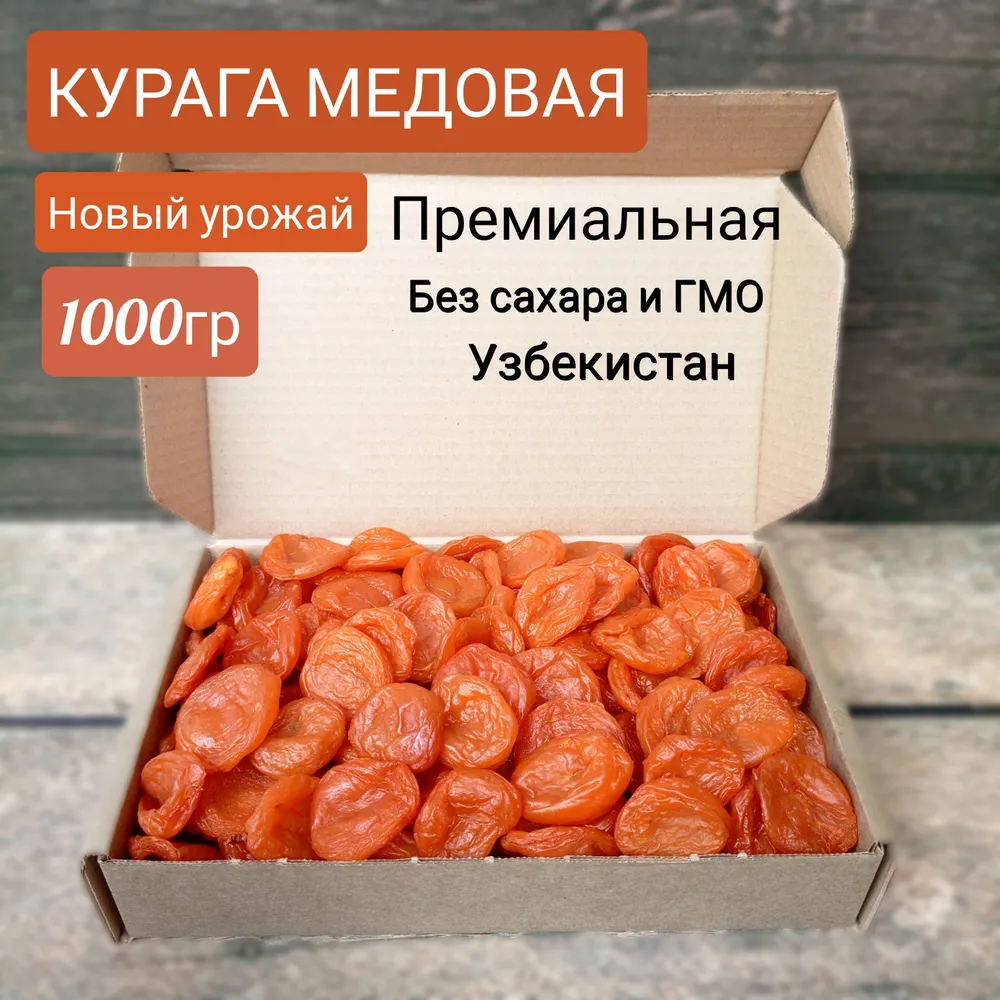 КУРАГА МЕДОВАЯ
Новый урожай
1000гр
Премиальная
Без сахара и ГМО
Узбекистан